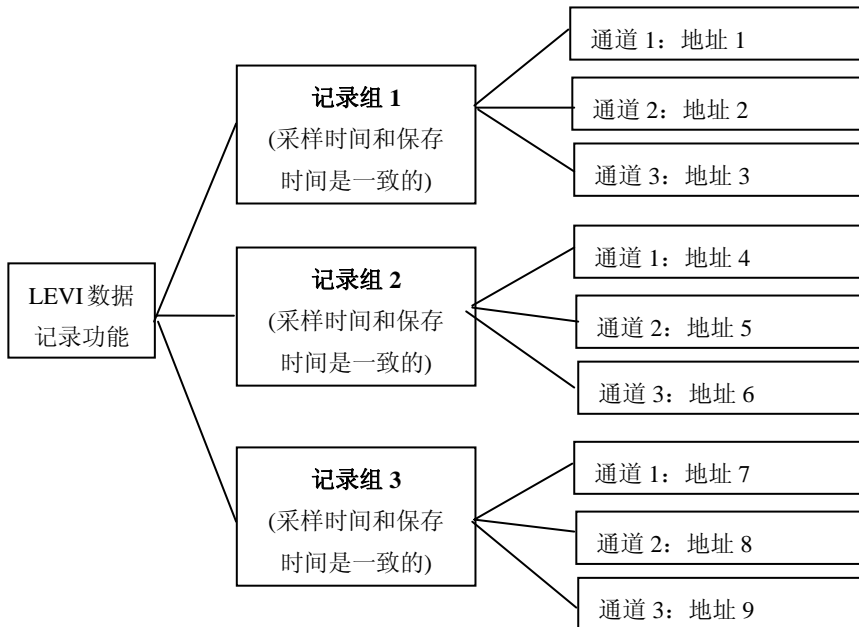 LEVI 数据
记录功能
记录组 1
(采样时间和保存
时间是一致的)
通道 1：地址 1
通道 2：地址 2
通道 3：地址 3
记录组 2
(采样时间和保存
时间是一致的)
通道 1：地址 4
通道 2：地址 5
通道 3：地址 6
记录组 3
(采样时间和保存
时间是一致的)
通道 1：地址 7
通道 2：地址 8
通道 3：地址 9